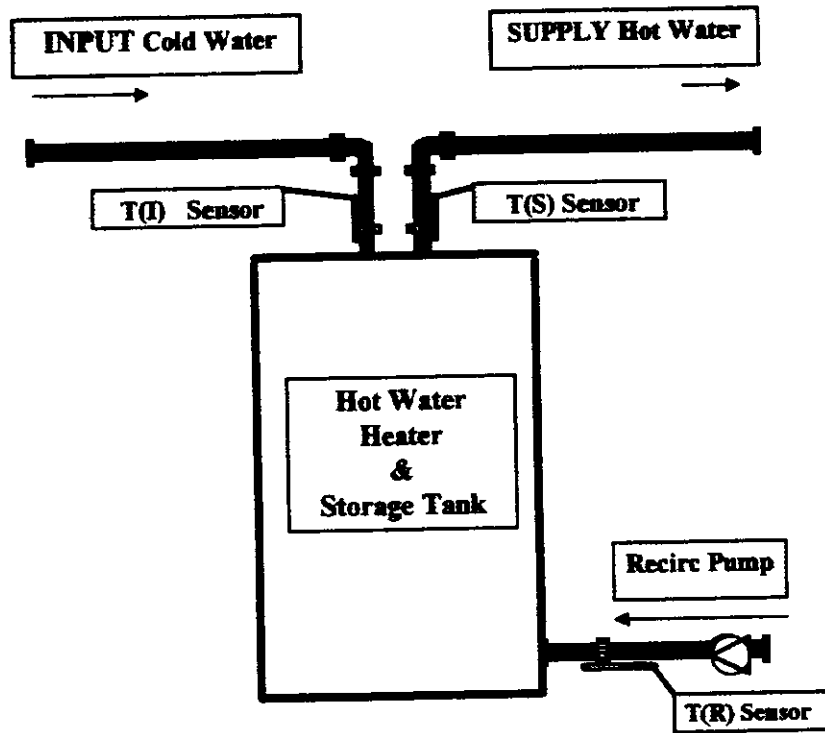 INPUT Cold Water
SUPPLY Hot Water
T(I) Sensor
T(S) Sensor
Hot Water
Heater
&
Storage Tank
Recirc Pump
T(R) Sensor